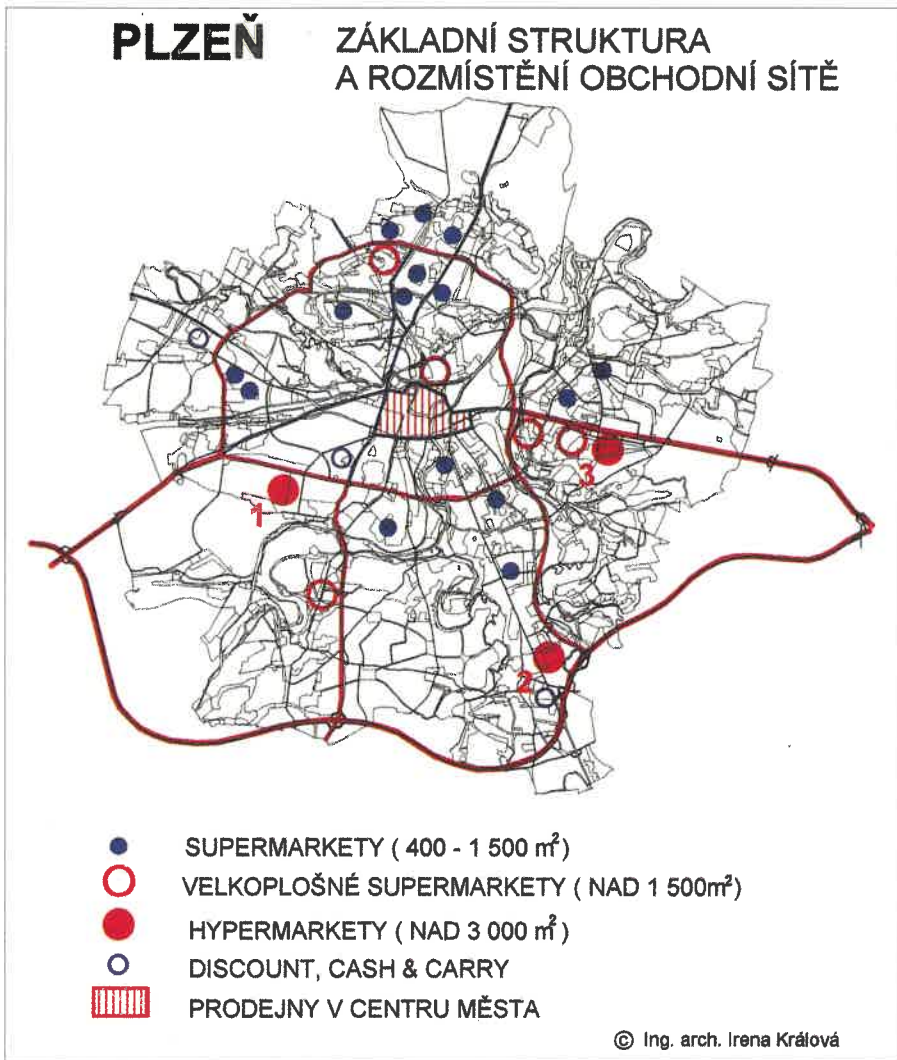 PLZEŇ
ZÁKLADNÍ STRUKTURA
A ROZMÍSTĚNÍ OBCHODNÍ SÍTĚ
3
1
2
SUPERMARKETY ( 400 - 1 500 m²)
VELKOPLOŠNÉ SUPERMARKETY ( NAD 1 500m²)
HYPERMARKETY ( NAD 3 000 m²)
DISCOUNT, CASH & CARRY
PRODEJNY V CENTRU MĚSTA
© Ing. arch. Irena Králová